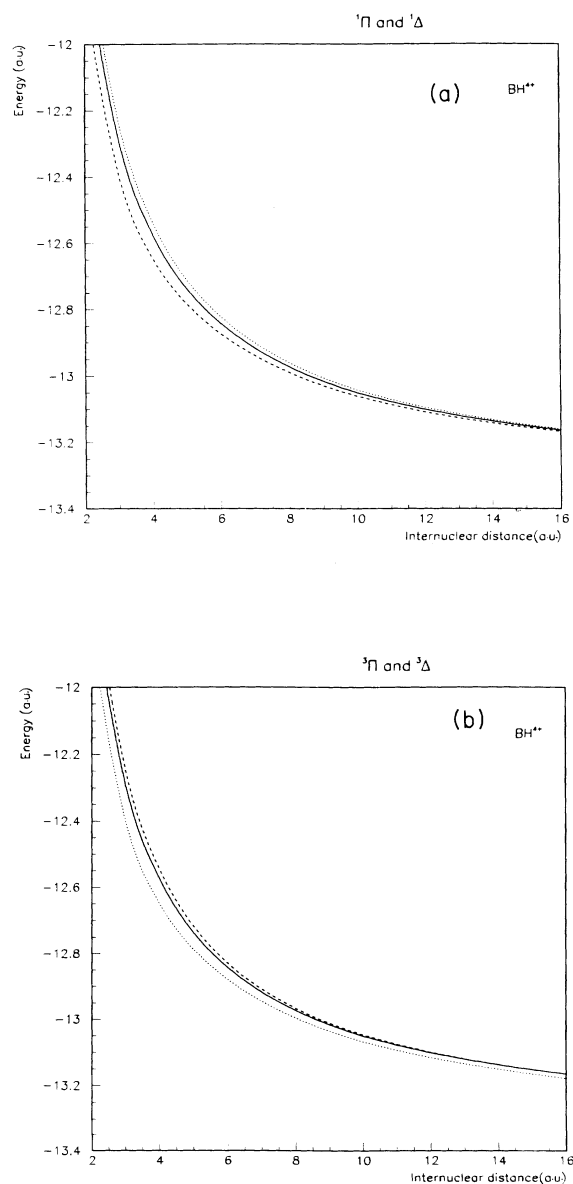 ¹Π and ¹Δ
Energy (a.u.)
(a)
BH⁴⁺
−12
−12.2
−12.4
−12.6
−12.8
−13
−13.2
−13.4
2 4 6 8 10 12 14 16
Internuclear distance(a.u.)
³Π and ³Δ
Energy (a.u.)
(b)
BH⁴⁺
−12
−12.2
−12.4
−12.6
−12.8
−13
−13.2
−13.4
2 4 6 8 10 12 14 16
Internuclear distance(a.u.)